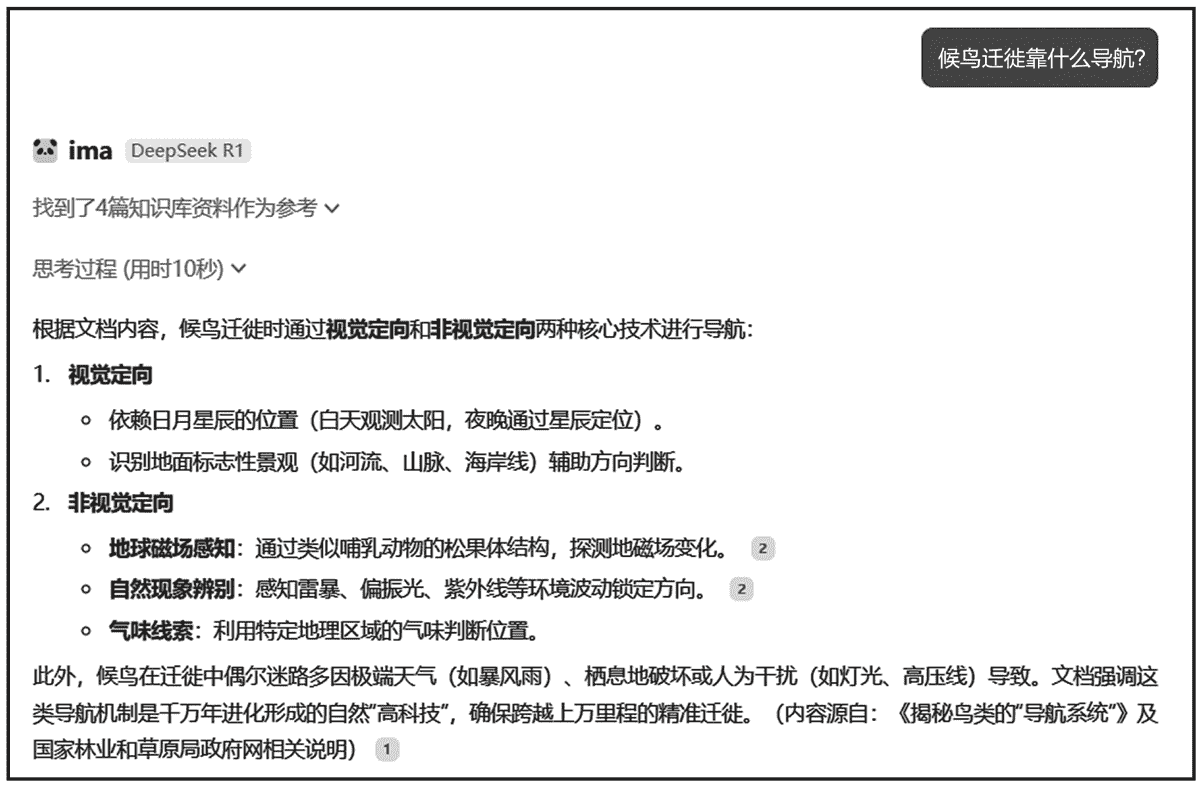 候鸟迁徙靠什么导航?
ima DeepSeek R1
找到了4篇知识库资料作为参考
思考过程 (用时10秒)
根据文档内容，候鸟迁徙时通过视觉定向和非视觉定向两种核心技术进行导航：
1. 视觉定向
依赖日月星辰的位置（白天观测太阳，夜晚通过星辰定位）。
识别地面标志性景观（如河流、山脉、海岸线）辅助方向判断。
2. 非视觉定向
地球磁场感知：通过类似哺乳动物的松果体结构，探测地磁场变化。 2
自然现象辨别：感知雷暴、偏振光、紫外线等环境波动锁定方向。 2
气味线索：利用特定地理区域的气味判断位置。
此外，候鸟在迁徙中偶尔迷路多因极端天气（如暴风雨）、栖息地破坏或人为干扰（如灯光、高压线）导致。文档强调这
类导航机制是千万年进化形成的自然“高科技”，确保跨越上万里程的精准迁徙。（内容源自：《揭秘鸟类的“导航系统”》及
国家林业和草原局政府网相关说明） 1